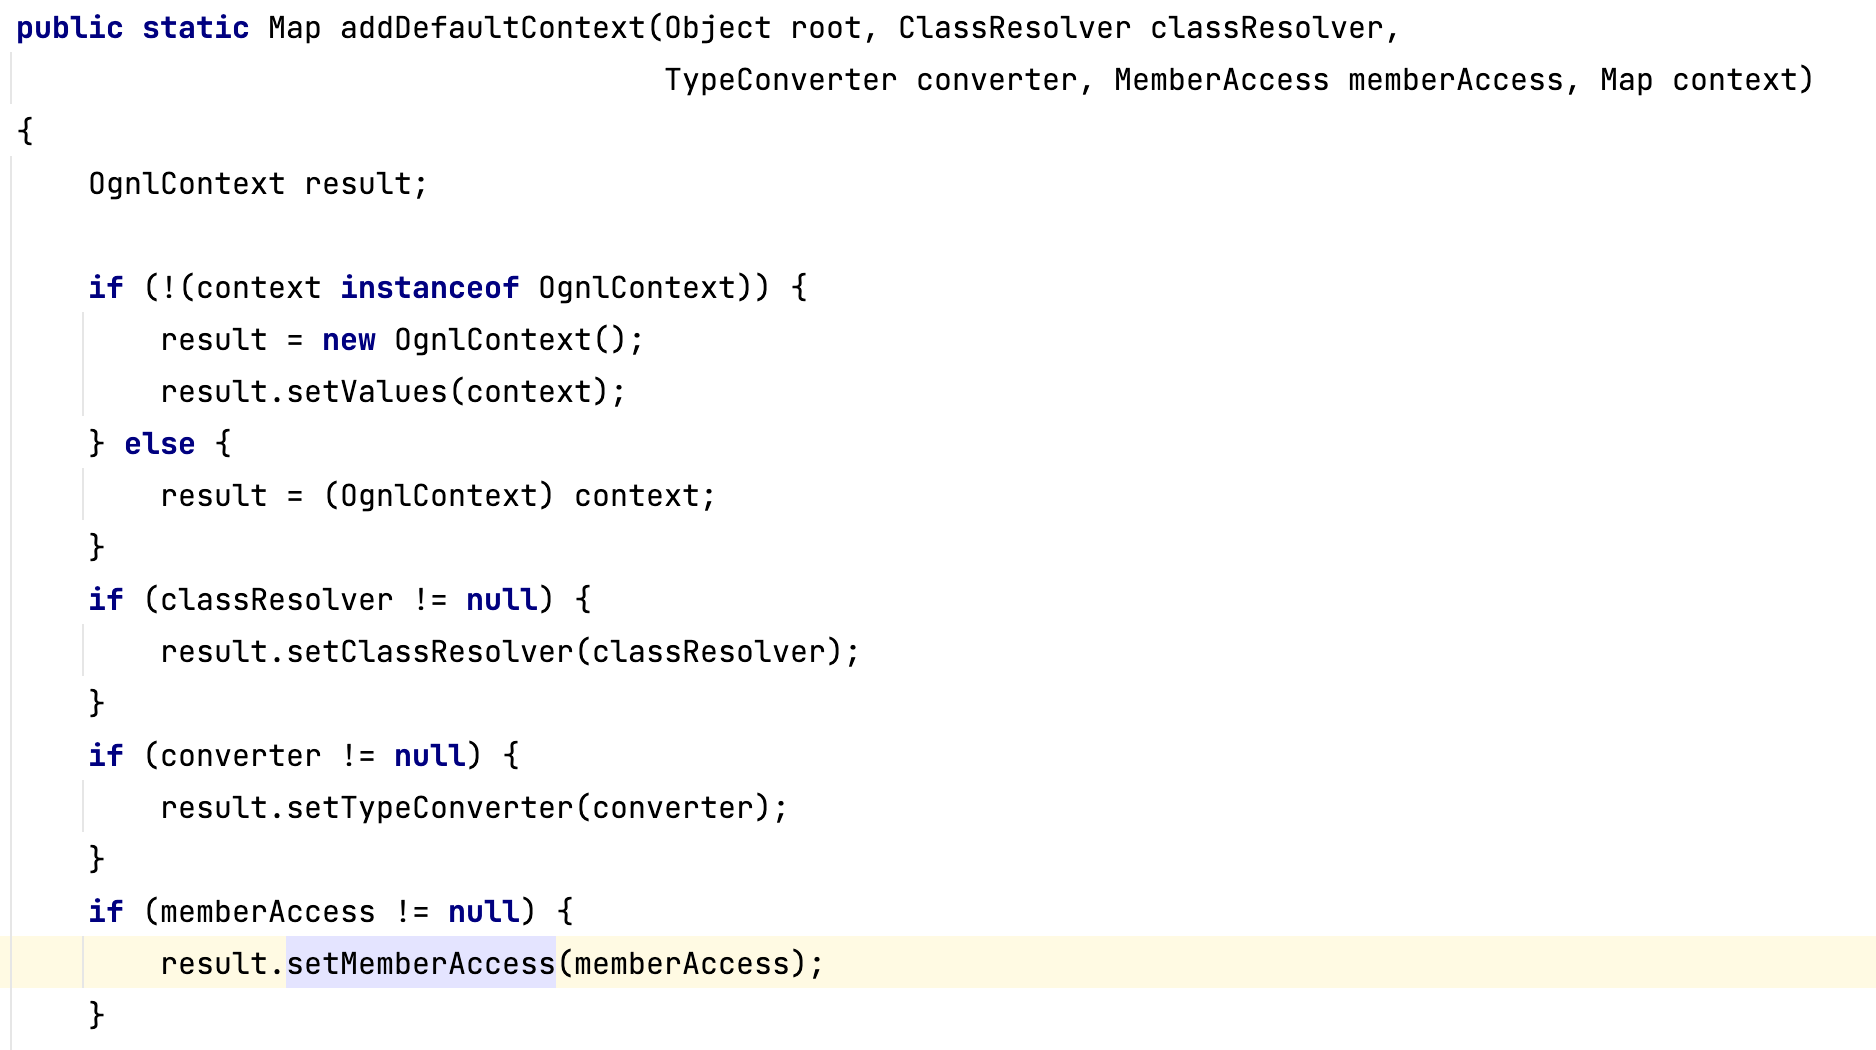 public static Map addDefaultContext(Object root, ClassResolver classResolver,
                                    TypeConverter converter, MemberAccess memberAccess, Map context)
{
    OgnlContext result;

    if (!(context instanceof OgnlContext)) {
        result = new OgnlContext();
        result.setValues(context);
    } else {
        result = (OgnlContext) context;
    }
    if (classResolver != null) {
        result.setClassResolver(classResolver);
    }
    if (converter != null) {
        result.setTypeConverter(converter);
    }
    if (memberAccess != null) {
        result.setMemberAccess(memberAccess);
    }